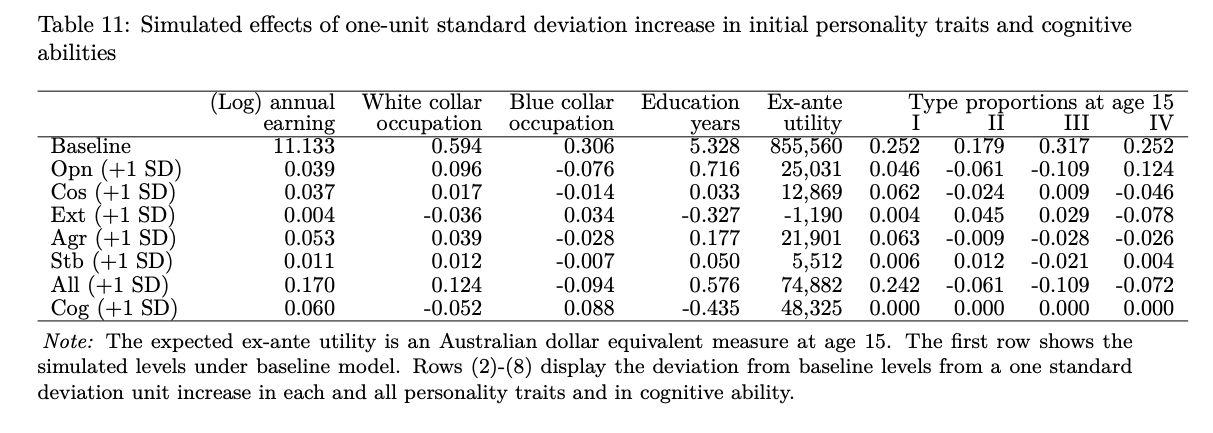 Table 11: Simulated effects of one-unit standard deviation increase in initial personality traits and cognitive
abilities
(Log) annual White collar Blue collar Education Ex-ante Type proportions at age 15
earning occupation occupation years utility I II III IV
Baseline 11.133 0.594 0.306 5.328 855,560 0.252 0.179 0.317 0.252
Opn (+1 SD) 0.039 0.096 -0.076 0.716 25,031 0.046 -0.061 -0.109 0.124
Cos (+1 SD) 0.037 0.017 -0.014 0.033 12,869 0.062 -0.024 0.009 -0.046
Ext (+1 SD) 0.004 -0.036 0.034 -0.327 -1,190 0.004 0.045 0.029 -0.078
Agr (+1 SD) 0.053 0.039 -0.028 0.177 21,901 0.063 -0.009 -0.028 -0.026
Stb (+1 SD) 0.011 0.012 -0.007 0.050 5,512 0.006 0.012 -0.021 0.004
All (+1 SD) 0.170 0.124 -0.094 0.576 74,882 0.242 -0.061 -0.109 -0.072
Cog (+1 SD) 0.060 -0.052 0.088 -0.435 48,325 0.000 0.000 0.000 0.000
Note: The expected ex-ante utility is an Australian dollar equivalent measure at age 15. The first row shows the
simulated levels under baseline model. Rows (2)-(8) display the deviation from baseline levels from a one standard
deviation unit increase in each and all personality traits and in cognitive ability.